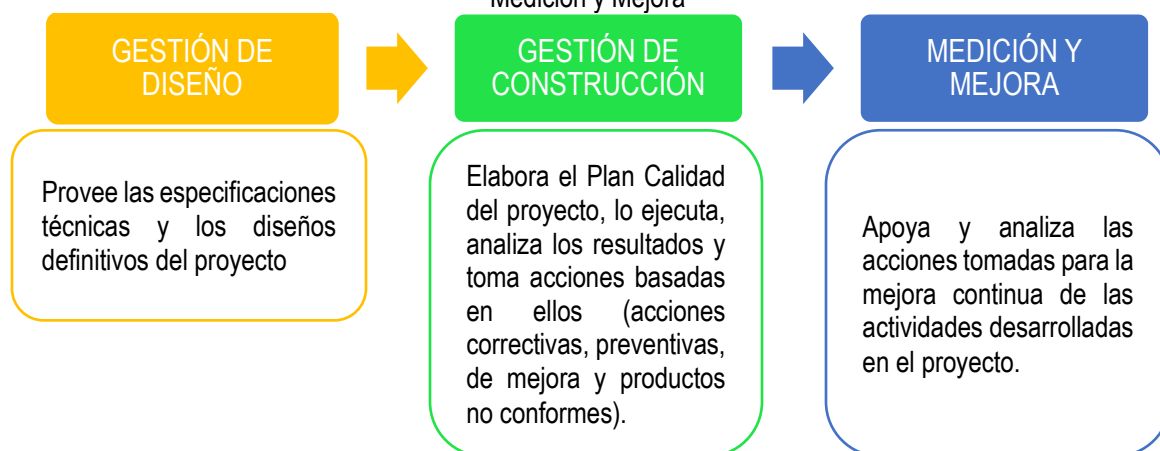 Medición y Mejora
GESTIÓN DE
DISEÑO
GESTIÓN DE
CONSTRUCCIÓN
MEDICIÓN Y
MEJORA
Provee las especificaciones
técnicas y los diseños
definitivos del proyecto
Elabora el Plan Calidad
del proyecto, lo ejecuta,
analiza los resultados y
toma acciones basadas
en ellos (acciones
correctivas, preventivas,
de mejora y productos
no conformes).
Apoya y analiza las
acciones tomadas para la
mejora continua de las
actividades desarrolladas
en el proyecto.